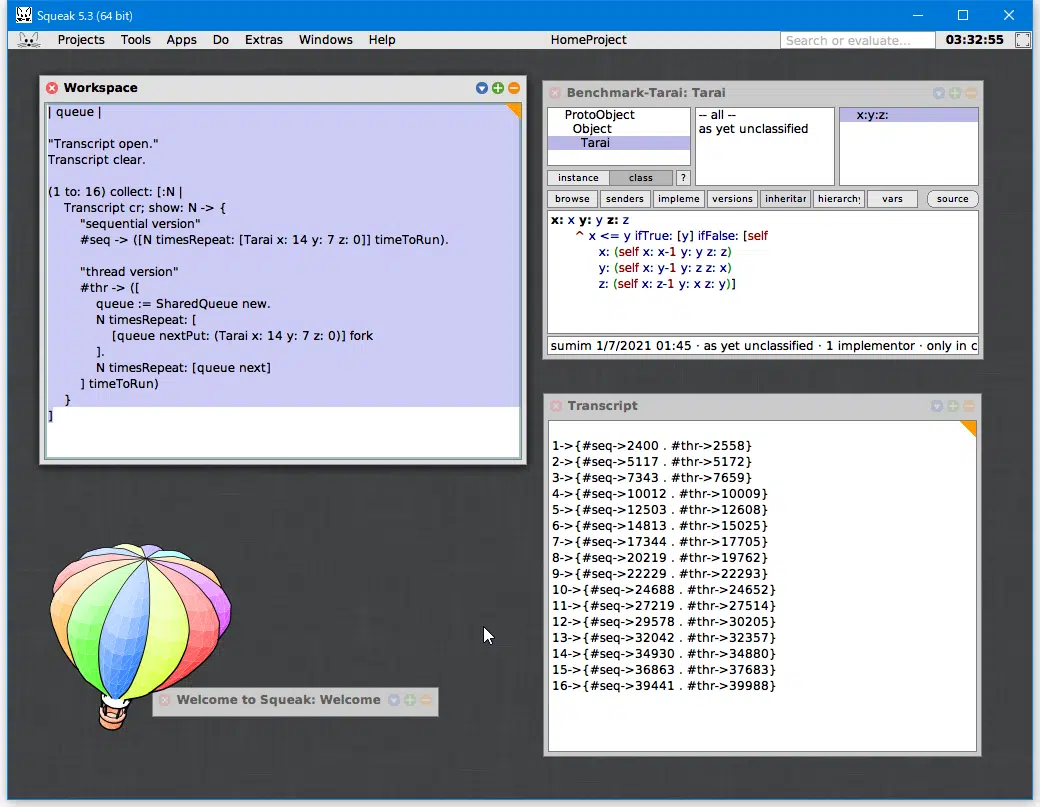 Squeak 5.3 (64 bit)
Projects Tools Apps Do Extras Windows Help HomeProject Search or evaluate... 03:32:55
Workspace
| queue |
"Transcript open."
Transcript clear.
(1 to: 16) collect: [:N |
Transcript cr; show: N -> {
"sequential version"
#seq -> ([N timesRepeat: [Tarai x: 14 y: 7 z: 0]] timeToRun).
"thread version"
#thr -> ([
queue := SharedQueue new.
N timesRepeat: [
[queue nextPut: (Tarai x: 14 y: 7 z: 0)] fork
].
N timesRepeat: [queue next]
] timeToRun)
}
]
Benchmark-Tarai: Tarai
ProtoObject
Object
Tarai
-- all --
as yet unclassified
x:y:z:
instance class ?
browse senders impleme versions inheritar hierarchy vars source
x: x y: y z: z
^ x <= y ifTrue: [y] ifFalse: [self
x: (self x: x-1 y: y z: z)
y: (self x: y-1 y: z z: x)
z: (self x: z-1 y: x z: y)]
sumim 1/7/2021 01:45 · as yet unclassified · 1 implementor · only in c
Transcript
1->{#seq->2400 . #thr->2558}
2->{#seq->5117 . #thr->5172}
3->{#seq->7343 . #thr->7659}
4->{#seq->10012 . #thr->10009}
5->{#seq->12503 . #thr->12608}
6->{#seq->14813 . #thr->15025}
7->{#seq->17344 . #thr->17705}
8->{#seq->20219 . #thr->19762}
9->{#seq->22229 . #thr->22293}
10->{#seq->24688 . #thr->24652}
11->{#seq->27219 . #thr->27514}
12->{#seq->29578 . #thr->30205}
13->{#seq->32042 . #thr->32357}
14->{#seq->34930 . #thr->34880}
15->{#seq->36863 . #thr->37683}
16->{#seq->39441 . #thr->39988}
Welcome to Squeak: Welcome